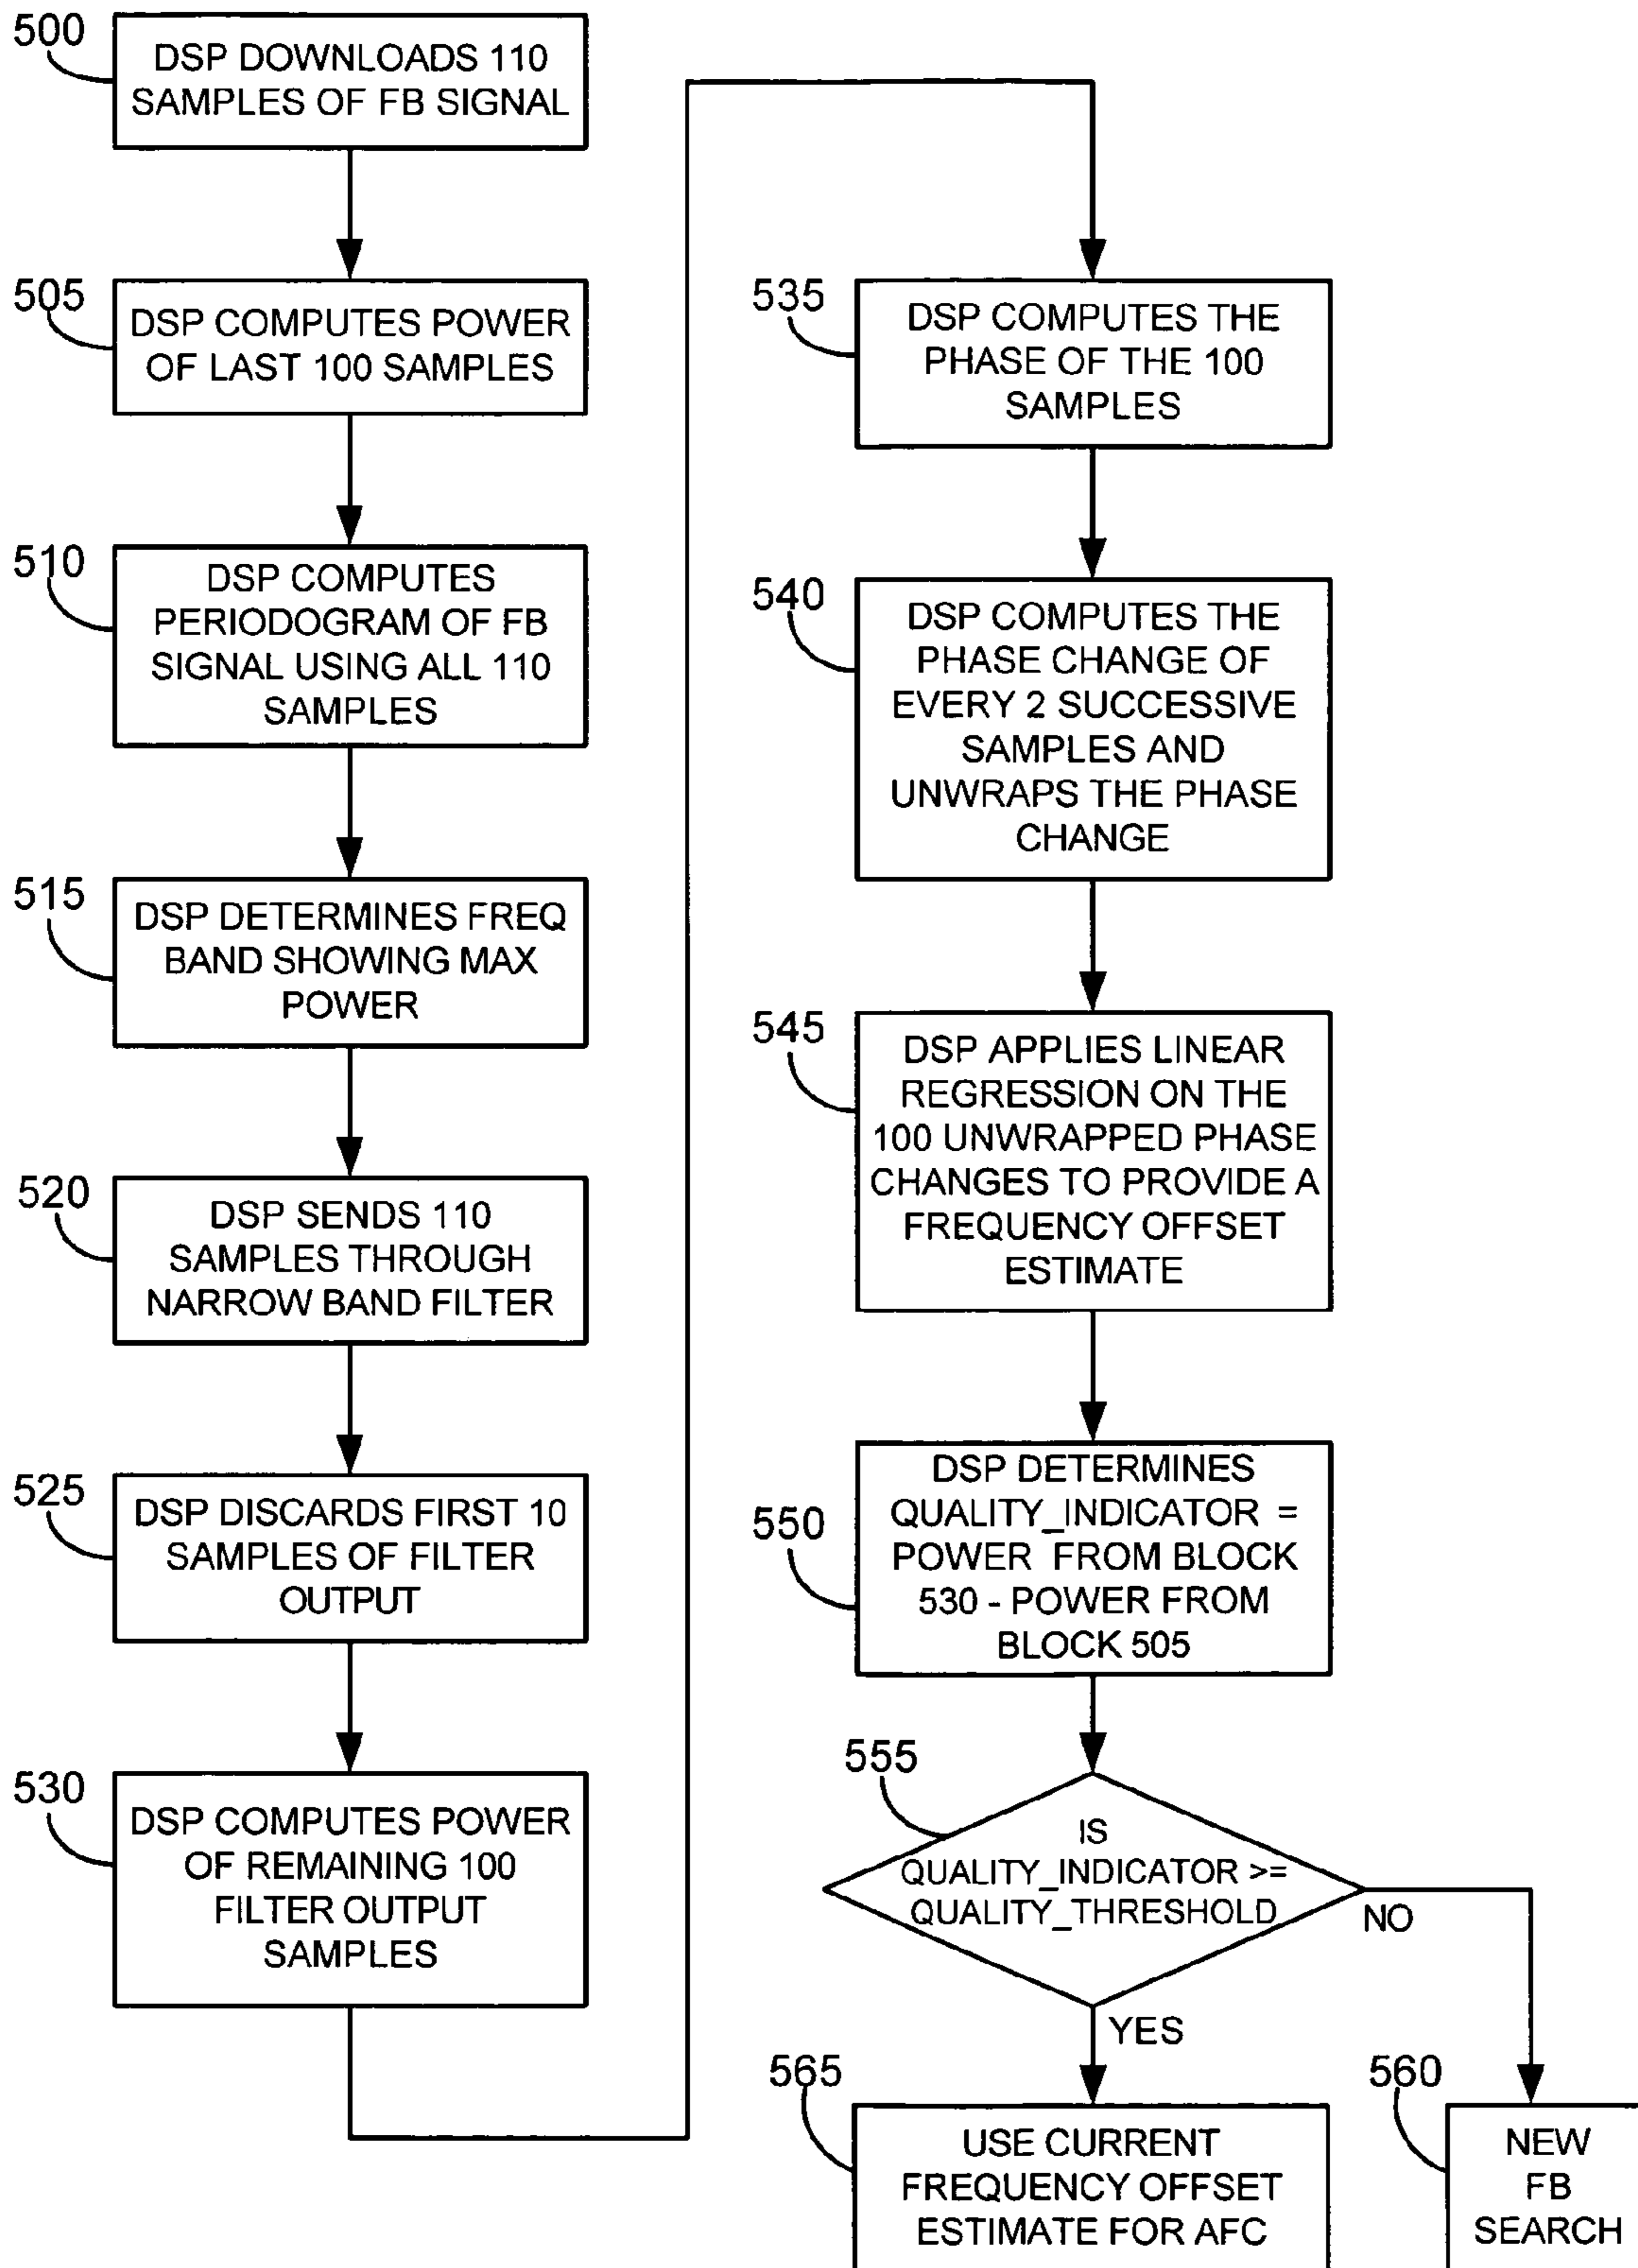 500
DSP DOWNLOADS 110
SAMPLES OF FB SIGNAL
505
DSP COMPUTES POWER
OF LAST 100 SAMPLES
510
DSP COMPUTES
PERIODOGRAM OF FB
SIGNAL USING ALL 110
SAMPLES
515
DSP DETERMINES FREQ
BAND SHOWING MAX
POWER
520
DSP SENDS 110
SAMPLES THROUGH
NARROW BAND FILTER
525
DSP DISCARDS FIRST 10
SAMPLES OF FILTER
OUTPUT
530
DSP COMPUTES POWER
OF REMAINING 100
FILTER OUTPUT
SAMPLES
535
DSP COMPUTES THE
PHASE OF THE 100
SAMPLES
540
DSP COMPUTES THE
PHASE CHANGE OF
EVERY 2 SUCCESSIVE
SAMPLES AND
UNWRAPS THE PHASE
CHANGE
545
DSP APPLIES LINEAR
REGRESSION ON THE
100 UNWRAPPED PHASE
CHANGES TO PROVIDE A
FREQUENCY OFFSET
ESTIMATE
550
DSP DETERMINES
QUALITY_INDICATOR =
POWER FROM BLOCK
530 - POWER FROM
BLOCK 505
555
IS
QUALITY_INDICATOR >=
QUALITY_THRESHOLD
NO
YES
565
USE CURRENT
FREQUENCY OFFSET
ESTIMATE FOR AFC
560
NEW
FB
SEARCH